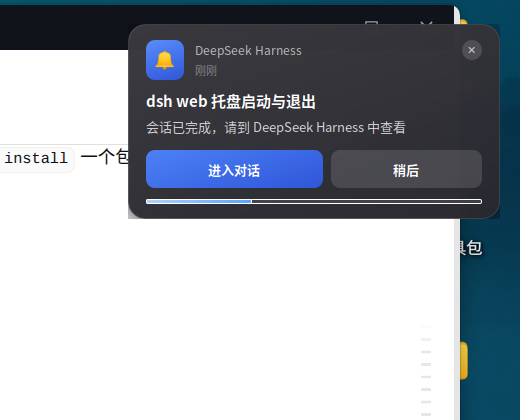 DeepSeek Harness
刚刚
dsh web 托盘启动与退出
会话已完成，请到 DeepSeek Harness 中查看
进入对话
稍后
install 一个包
具包